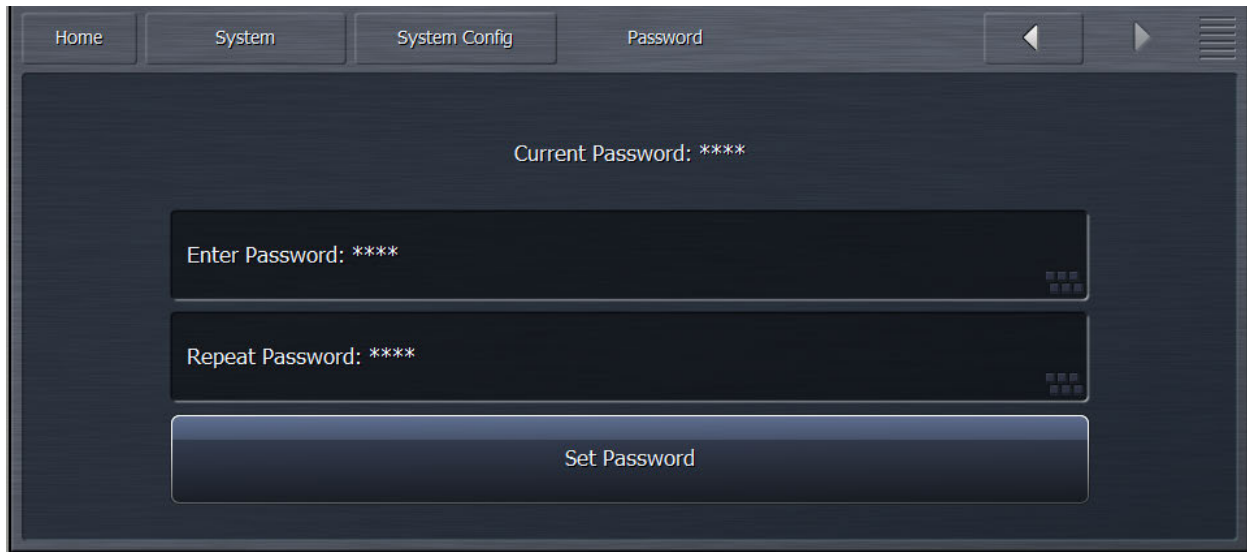 Home System System Config Password
Current Password: ****
Enter Password: ****
Repeat Password: ****
Set Password